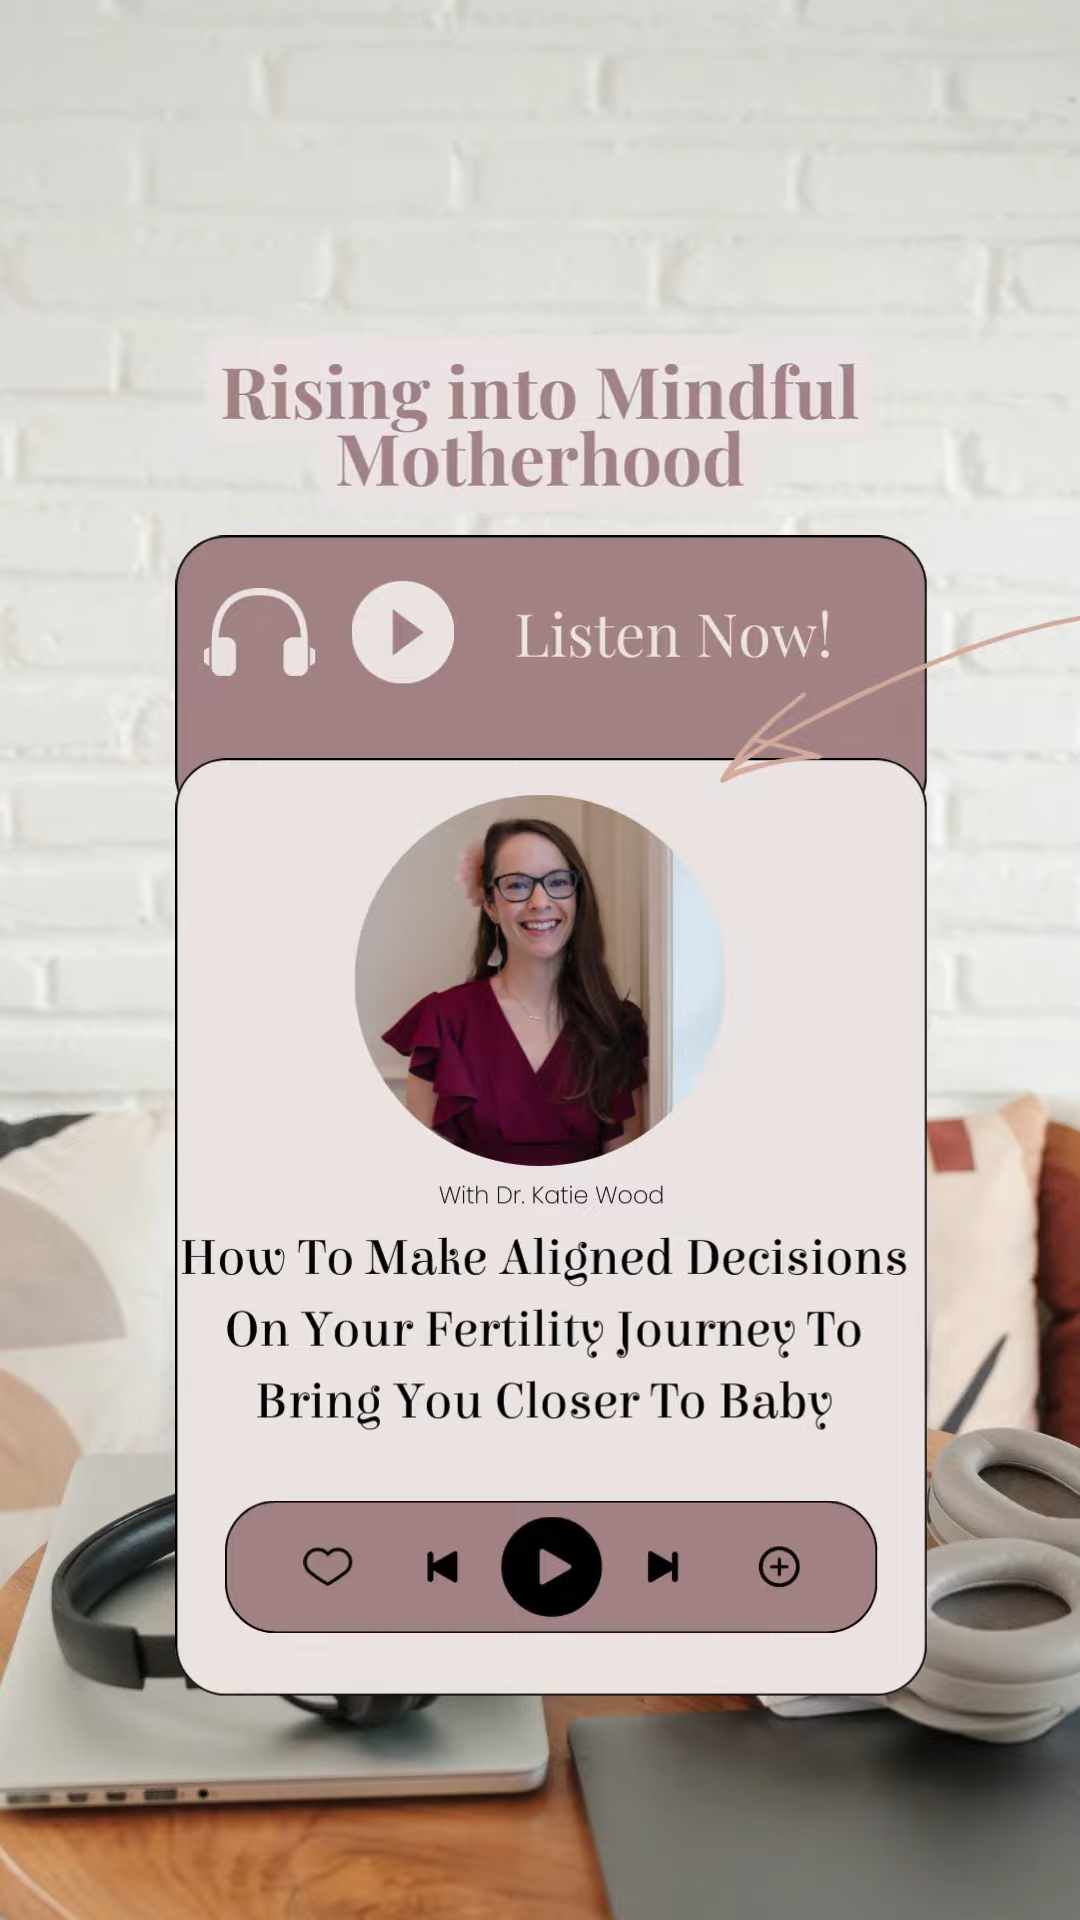 Rising into Mindful
Motherhood
Listen Now!
With Dr. Katie Wood
How To Make Aligned Decisions
On Your Fertility Journey To
Bring You Closer To Baby